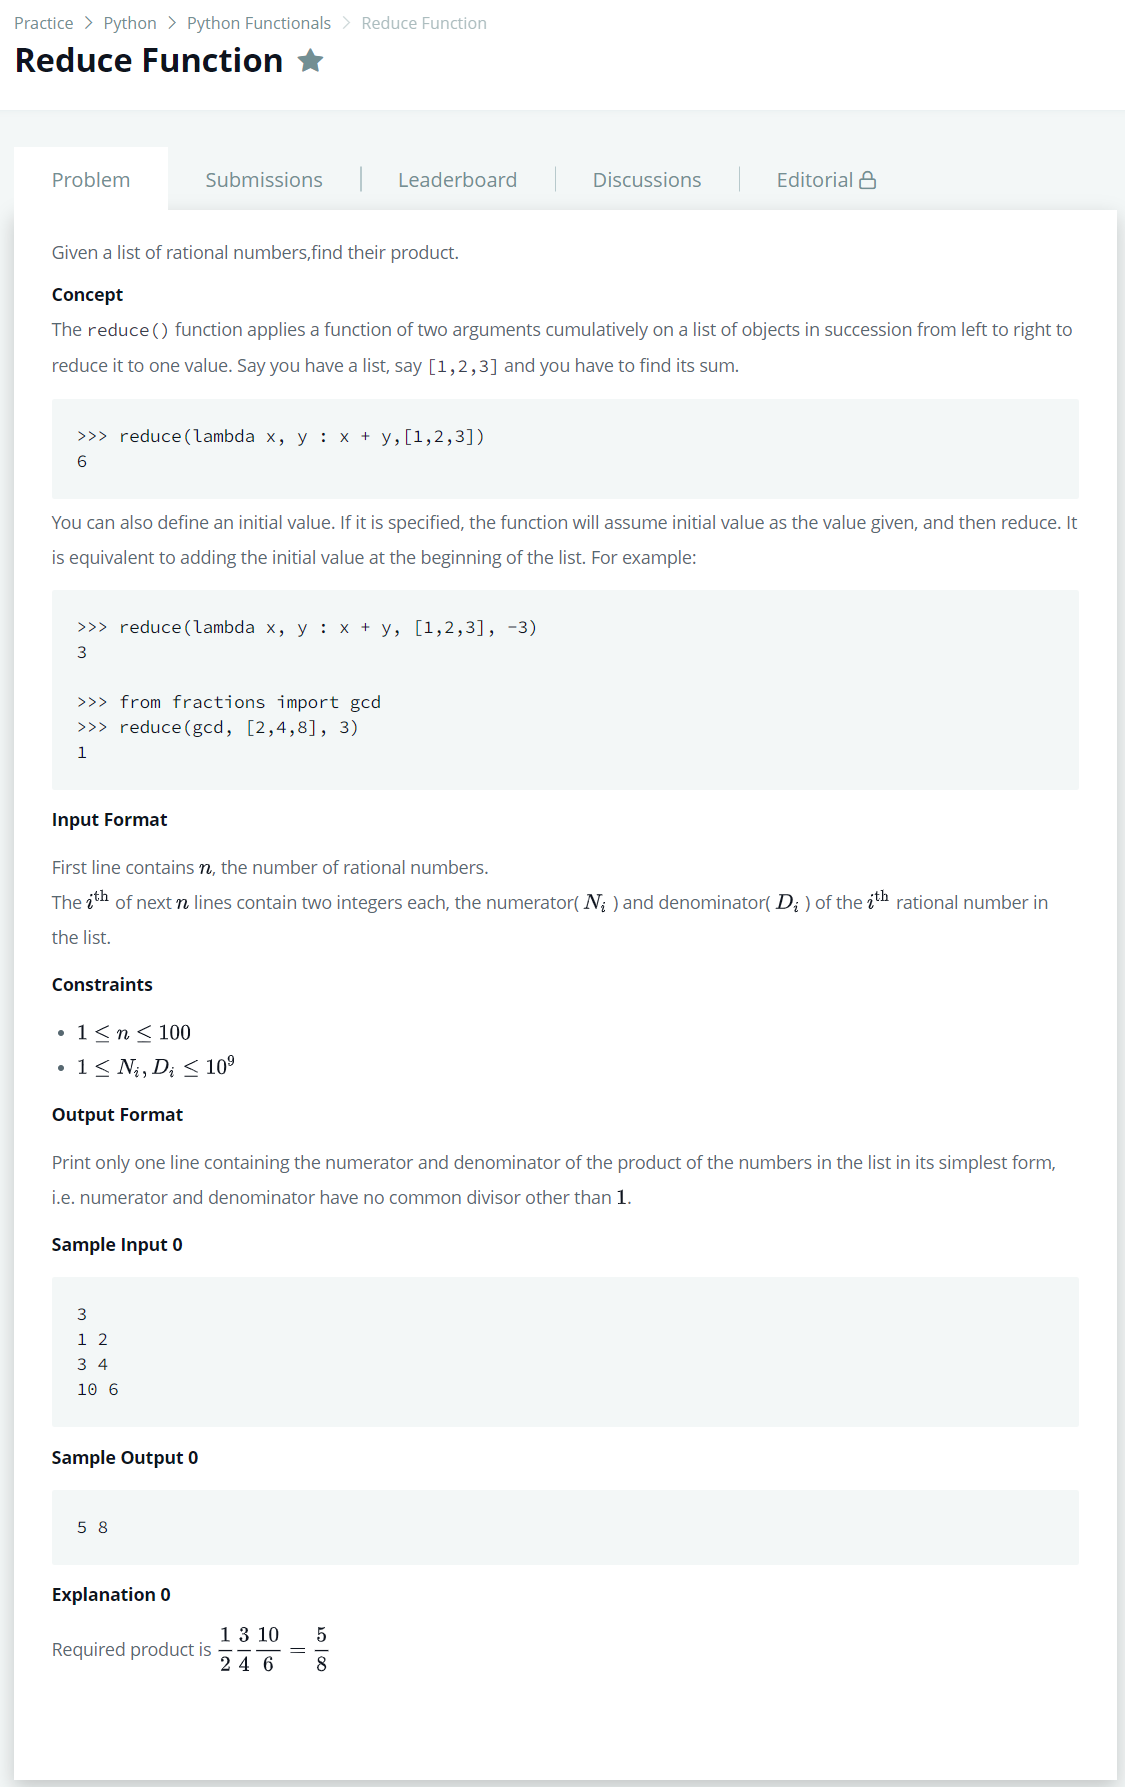 Practice > Python > Python Functionals > Reduce Function
Reduce Function
Problem Submissions Leaderboard Discussions Editorial
Given a list of rational numbers,find their product.
Concept
The reduce() function applies a function of two arguments cumulatively on a list of objects in succession from left to right to
reduce it to one value. Say you have a list, say [1,2,3] and you have to find its sum.
>>> reduce(lambda x, y : x + y,[1,2,3])
6
You can also define an initial value. If it is specified, the function will assume initial value as the value given, and then reduce. It
is equivalent to adding the initial value at the beginning of the list. For example:
>>> reduce(lambda x, y : x + y, [1,2,3], -3)
3
>>> from fractions import gcd
>>> reduce(gcd, [2,4,8], 3)
1
Input Format
First line contains n, the number of rational numbers.
The i^th of next n lines contain two integers each, the numerator( N_i ) and denominator( D_i ) of the i^th rational number in
the list.
Constraints
• 1 ≤ n ≤ 100
• 1 ≤ N_i, D_i ≤ 10^9
Output Format
Print only one line containing the numerator and denominator of the product of the numbers in the list in its simplest form,
i.e. numerator and denominator have no common divisor other than 1.
Sample Input 0
3
1 2
3 4
10 6
Sample Output 0
5 8
Explanation 0
Required product is 1/2 3/4 10/6 = 5/8